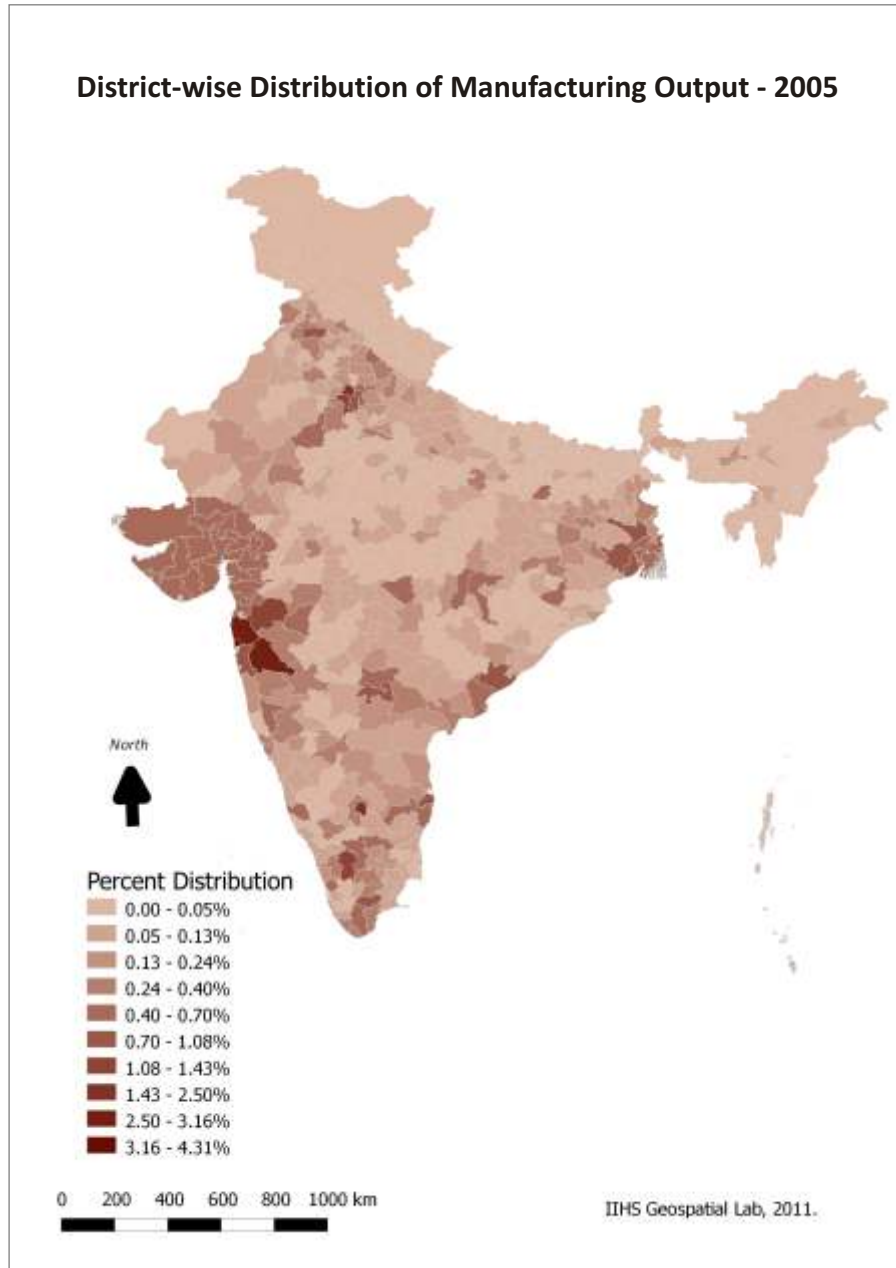 District-wise Distribution of Manufacturing Output - 2005
North
Percent Distribution
0.00 - 0.05%
0.05 - 0.13%
0.13 - 0.24%
0.24 - 0.40%
0.40 - 0.70%
0.70 - 1.08%
1.08 - 1.43%
1.43 - 2.50%
2.50 - 3.16%
3.16 - 4.31%
0 200 400 600 800 1000 km
IIHS Geospatial Lab, 2011.